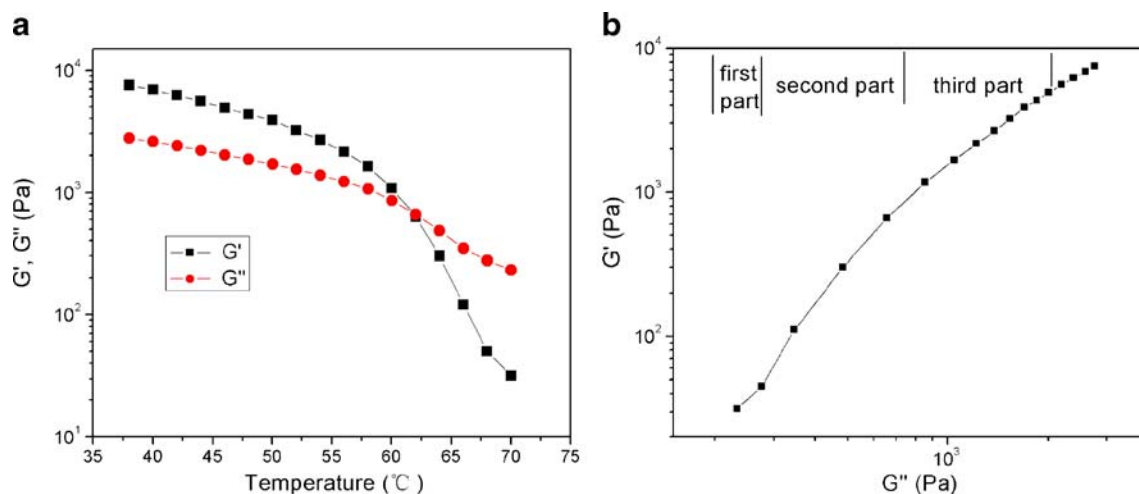 a
10⁴
10³
10²
10¹
G', G" (Pa)
G'
G"
35 40 45 50 55 60 65 70 75
Temperature (℃)
b
10⁴
10³
10²
G' (Pa)
first
part
second part
third part
10³
G" (Pa)